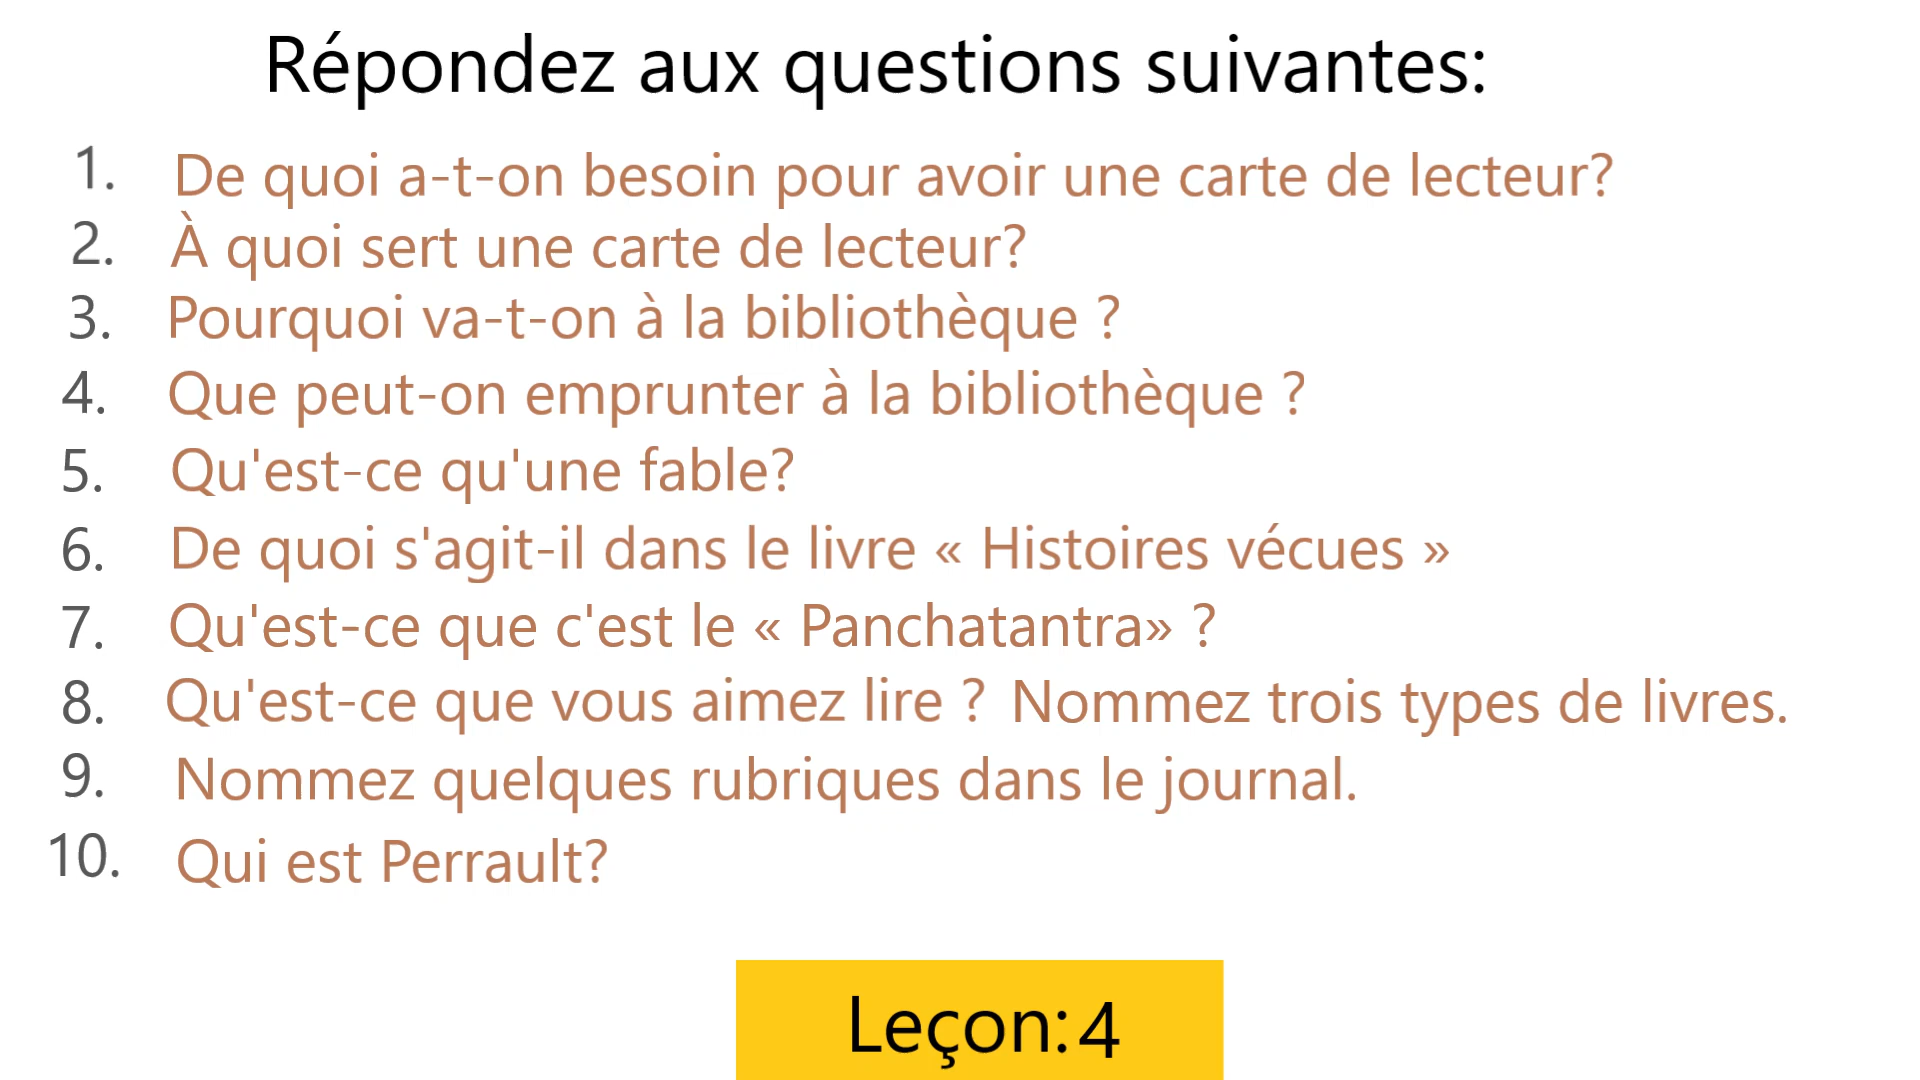 Répondez aux questions suivantes:
1. De quoi a-t-on besoin pour avoir une carte de lecteur?
2. À quoi sert une carte de lecteur?
3. Pourquoi va-t-on à la bibliothèque ?
4. Que peut-on emprunter à la bibliothèque ?
5. Qu'est-ce qu'une fable?
6. De quoi s'agit-il dans le livre « Histoires vécues »
7. Qu'est-ce que c'est le « Panchatantra» ?
8. Qu'est-ce que vous aimez lire ? Nommez trois types de livres.
9. Nommez quelques rubriques dans le journal.
10. Qui est Perrault?
Leçon:4